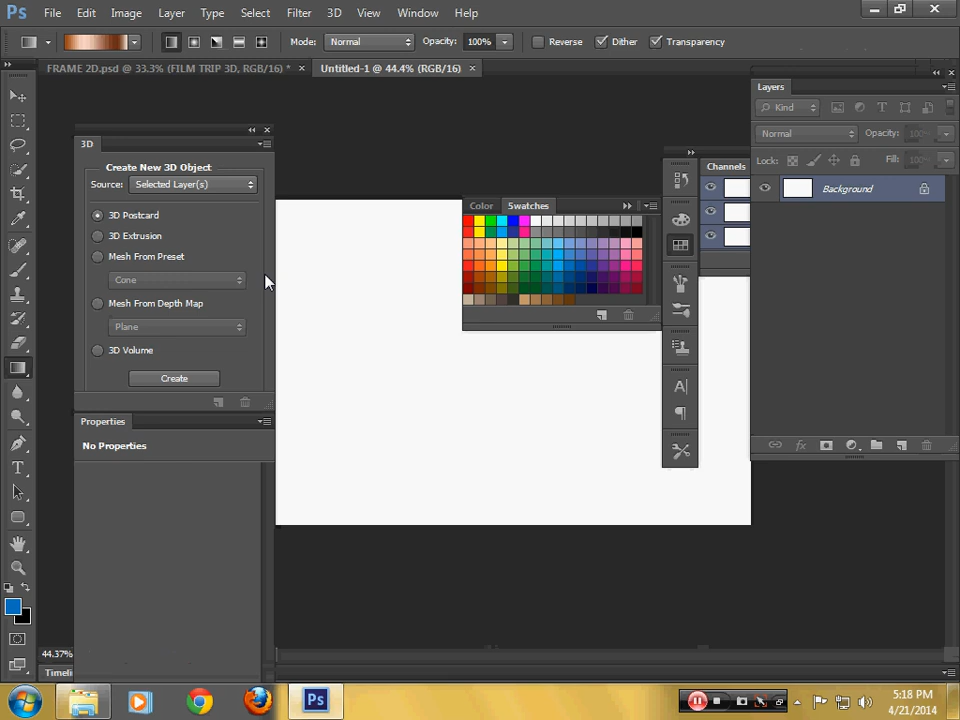 Ps File Edit Image Layer Type Select Filter 3D View Window Help
Mode: Normal Opacity: 100% Reverse Dither Transparency
FRAME 2D.psd @ 33.3% (FILM TRIP 3D, RGB/16) * × Untitled-1 @ 44.4% (RGB/16) ×
Layers
Kind
Normal Opacity: 100%
Lock: Fill: 100%
Background
3D
Create New 3D Object
Source: Selected Layer(s)
3D Postcard
3D Extrusion
Mesh From Preset
Cone
Mesh From Depth Map
Plane
3D Volume
Create
Properties
No Properties
Color Swatches
Channels
44.37%
Timeli
Ps
5:18 PM
4/21/2014